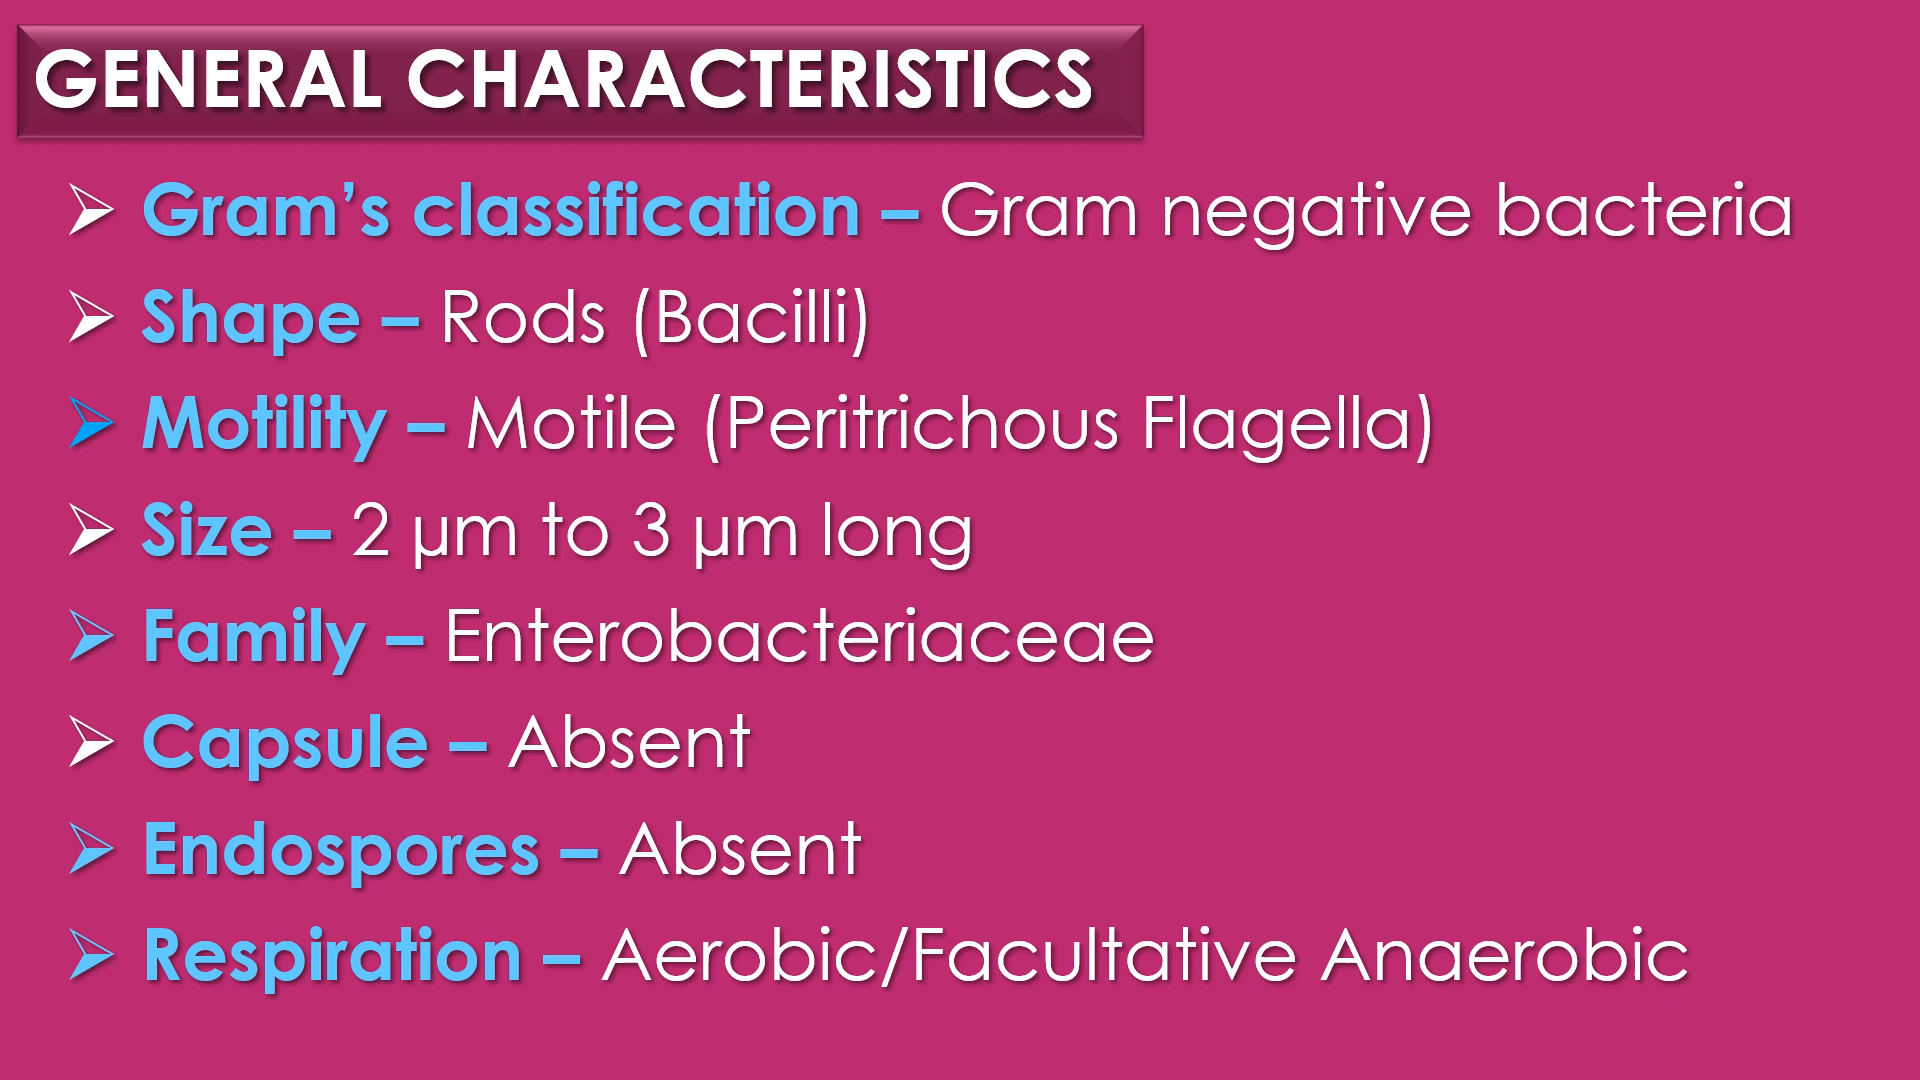 GENERAL CHARACTERISTICS
➢ Gram’s classification – Gram negative bacteria
➢ Shape – Rods (Bacilli)
➢ Motility – Motile (Peritrichous Flagella)
➢ Size – 2 µm to 3 µm long
➢ Family – Enterobacteriaceae
➢ Capsule – Absent
➢ Endospores – Absent
➢ Respiration – Aerobic/Facultative Anaerobic